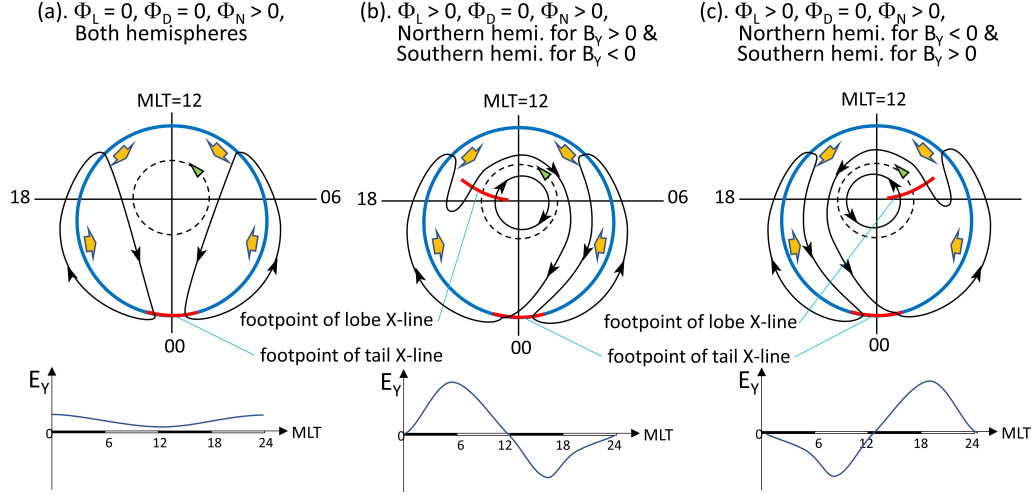 (a). Φ_L = 0, Φ_D = 0, Φ_N > 0,
Both hemispheres
(b). Φ_L > 0, Φ_D = 0, Φ_N > 0,
Northern hemi. for B_Y > 0 &
Southern hemi. for B_Y < 0
(c). Φ_L > 0, Φ_D = 0, Φ_N > 0,
Northern hemi. for B_Y < 0 &
Southern hemi. for B_Y > 0
MLT=12
MLT=12
MLT=12
18
06
18
18
footpoint of lobe X-line
footpoint of lobe X-line
00
00
00
footpoint of tail X-line
footpoint of tail X-line
E_Y
0
6
12
18
24
MLT
E_Y
0
6
12
18
24
MLT
E_Y
0
6
12
18
24
MLT